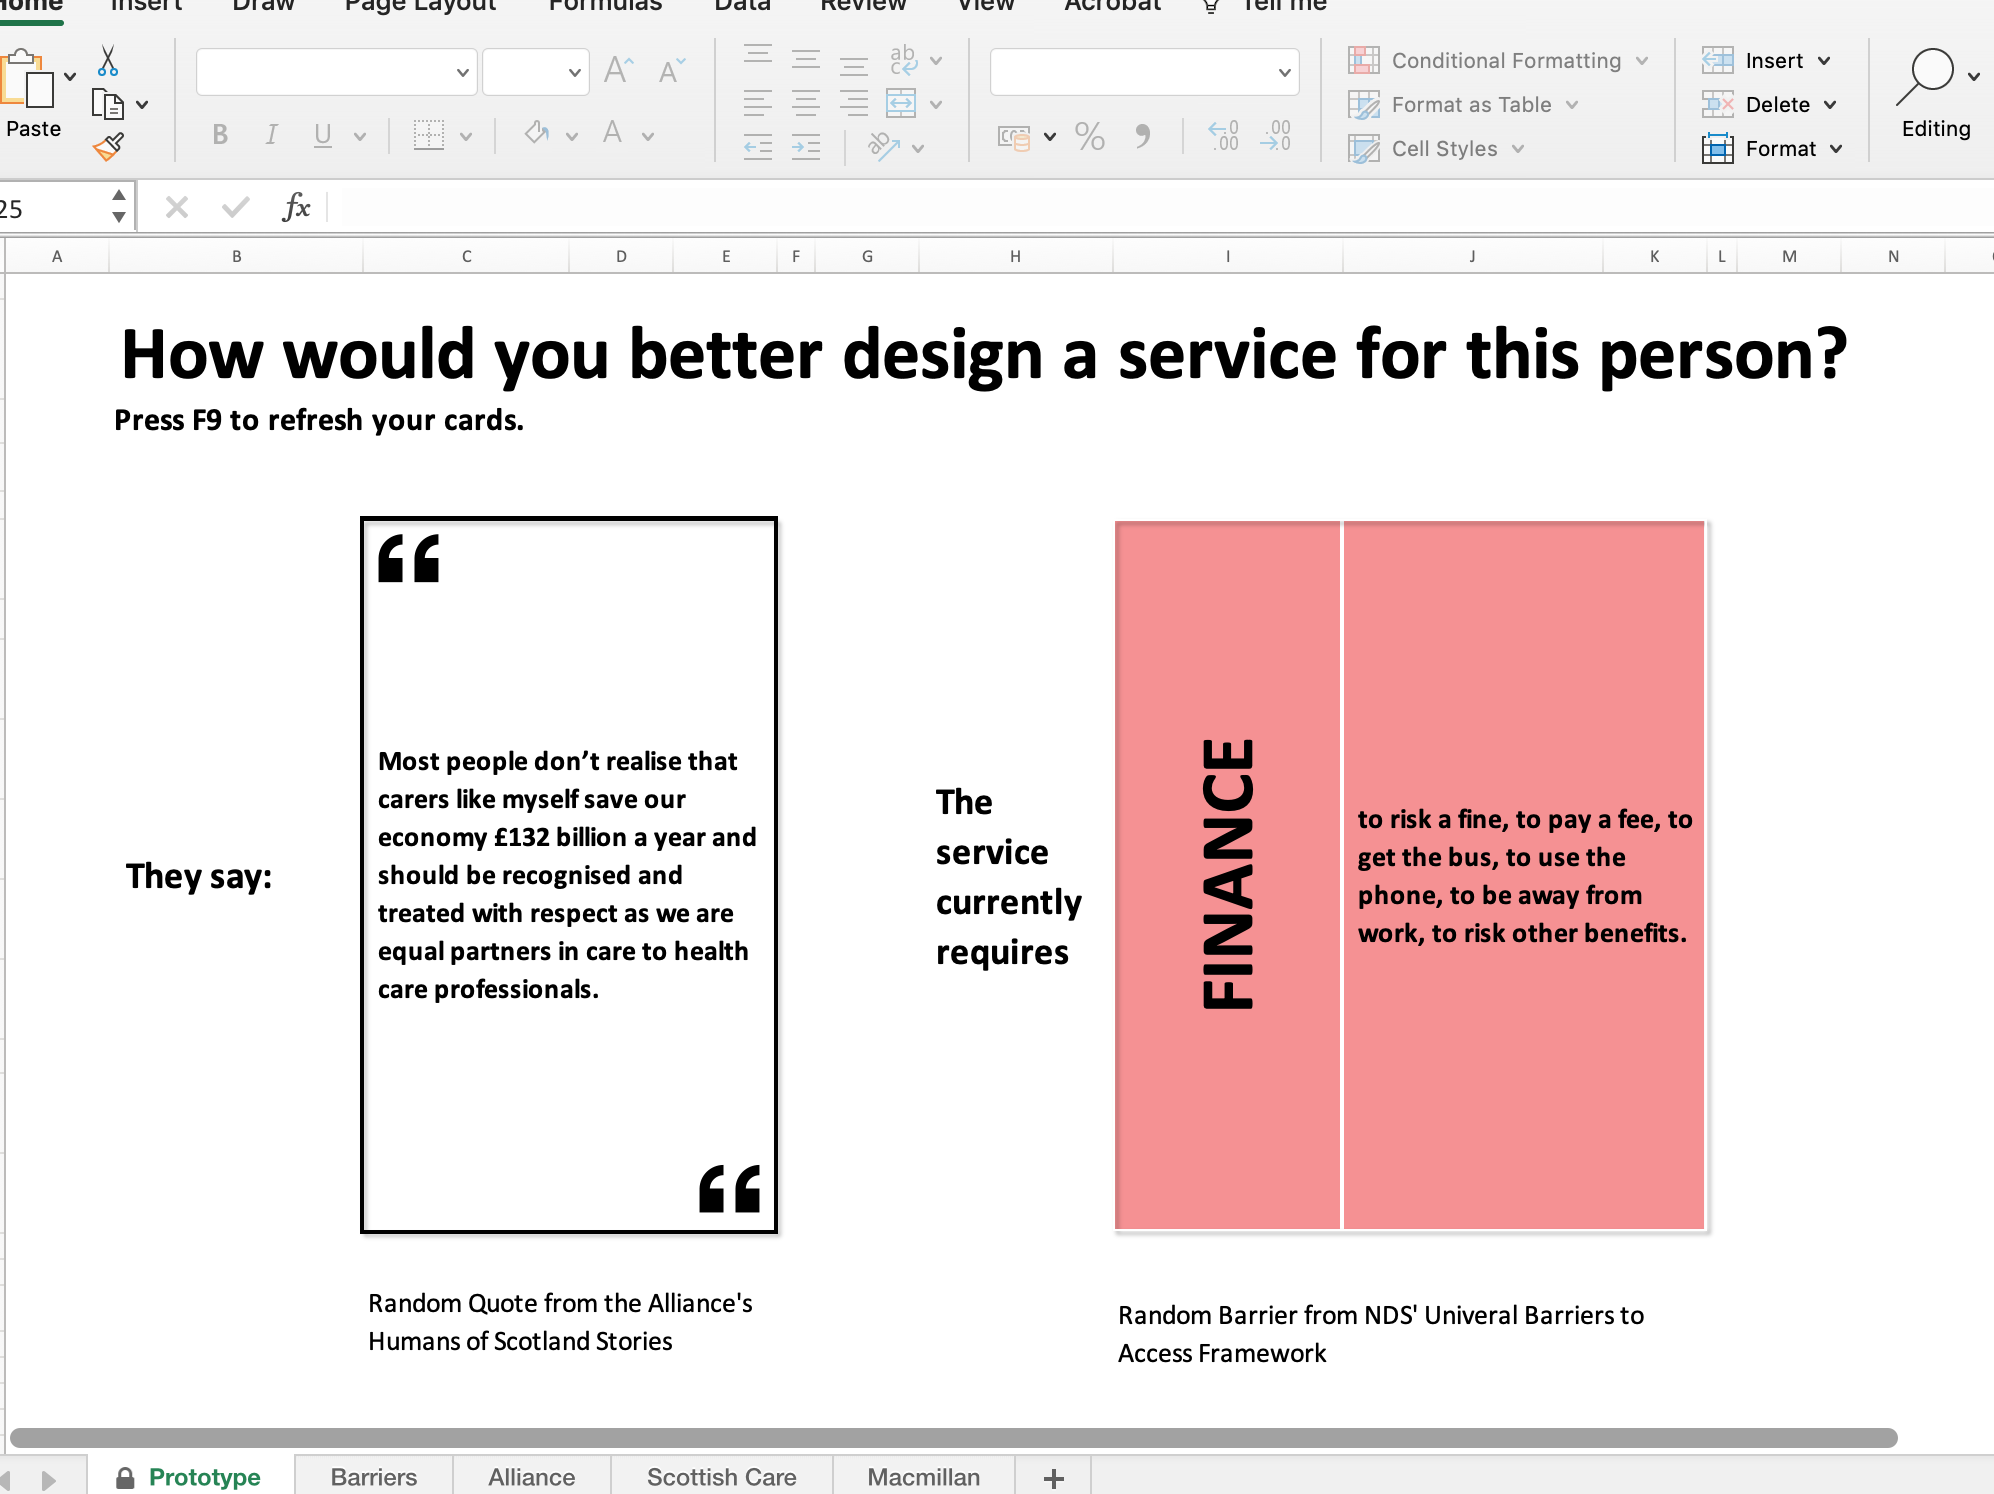 Home Insert Draw Page Layout Formulas Data Review View Acrobat Tell me
Paste
B I U A
ab
c
%
Conditional Formatting
Format as Table
Cell Styles
Insert
Delete
Format
Editing
25
fx
A B C D E F G H I J K L M N
How would you better design a service for this person?
Press F9 to refresh your cards.
They say:
“
Most people don’t realise that
carers like myself save our
economy £132 billion a year and
should be recognised and
treated with respect as we are
equal partners in care to health
care professionals.
“
The
service
currently
requires
FINANCE
to risk a fine, to pay a fee, to
get the bus, to use the
phone, to be away from
work, to risk other benefits.
Random Quote from the Alliance's
Humans of Scotland Stories
Random Barrier from NDS' Univeral Barriers to
Access Framework
Prototype Barriers Alliance Scottish Care Macmillan +